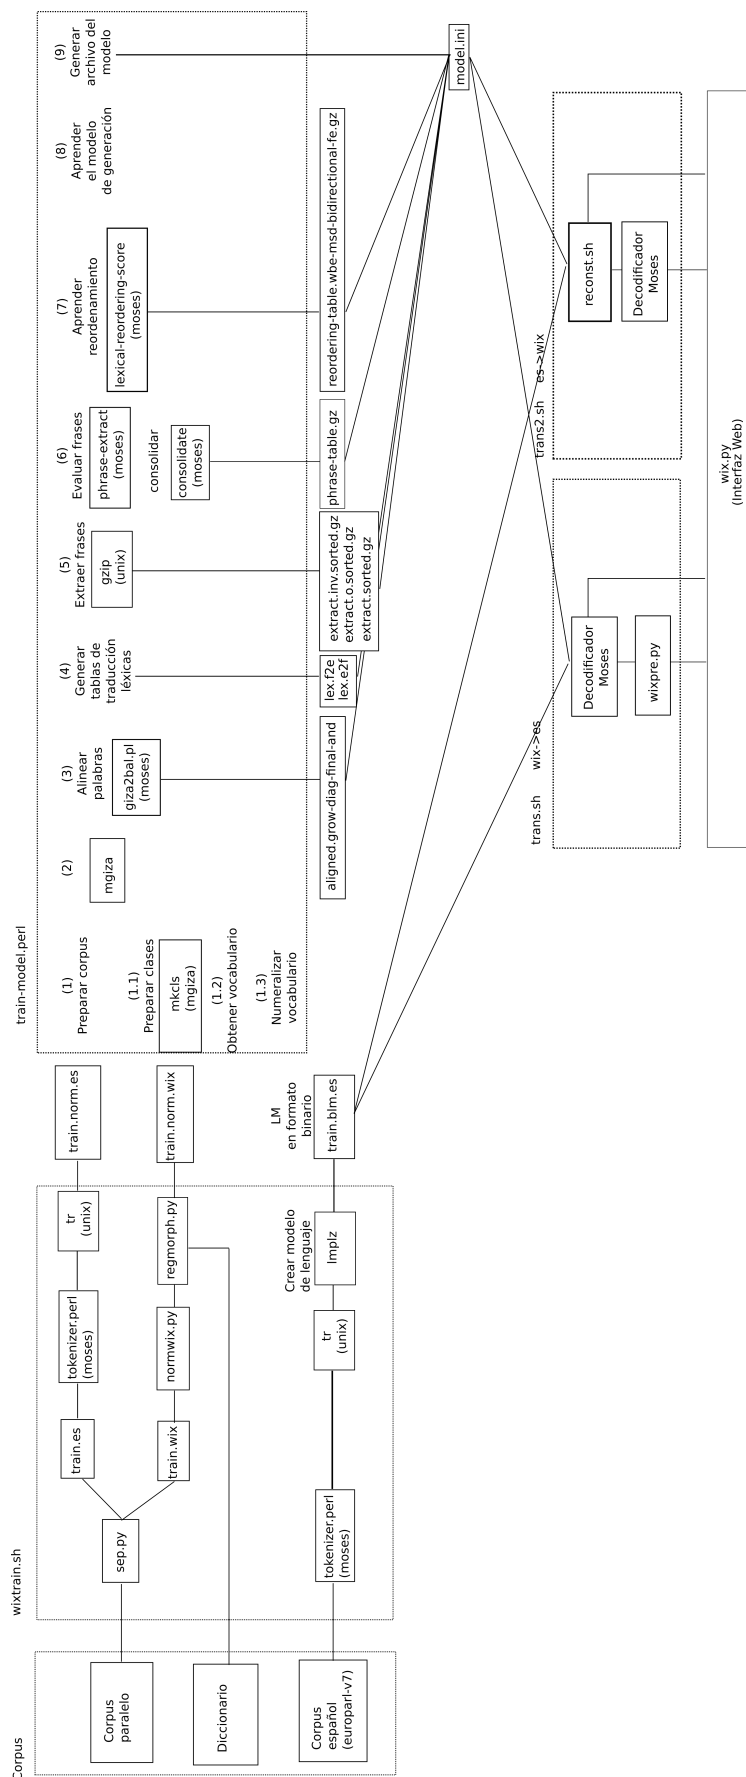 Corpus
Corpus
paralelo
Diccionario
Corpus
español
(europarl-v7)
wixtrain.sh
sep.py
train.es
tokenizer.perl
(moses)
tr
(unix)
train.wix
normwix.py
regmorph.py
tokenizer.perl
(moses)
tr
(unix)
Crear modelo
de lenguaje
lmplz
train.norm.es
train.norm.wix
LM
en formato
binario
train.blm.es
train-model.perl
(1)
Preparar corpus
(1.1)
Preparar clases
mkcls
(mgiza)
(1.2)
Obtener vocabulario
(1.3)
Numeralizar
vocabulario
(2)
mgiza
(3)
Alinear
palabras
giza2bal.pl
(moses)
(4)
Generar
tablas de
traducción
léxicas
(5)
Extraer frases
gzip
(unix)
(6)
Evaluar frases
phrase-extract
(moses)
consolidar
consolidate
(moses)
(7)
Aprender
reordenamiento
lexical-reordering-score
(moses)
(8)
Aprender
el modelo
de generación
(9)
Generar
archivo del
modelo
aligned.grow-diag-final-and
lex.f2e
lex.e2f
extract.inv.sorted.gz
extract.o.sorted.gz
extract.sorted.gz
phrase-table.gz
reordering-table.wbe-msd-bidirectional-fe.gz
model.ini
trans.sh wix->es
Decodificador
Moses
wixpre.py
trans2.sh es->wix
reconst.sh
Decodificador
Moses
wix.py
(Interfaz Web)